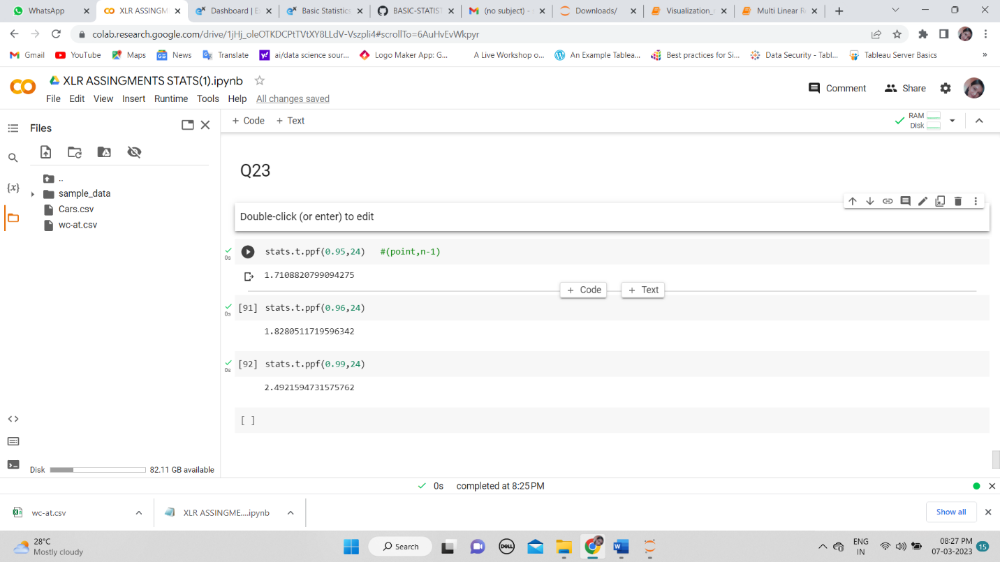 WhatsApp
XLR ASSINGM
Dashboard | E
Basic Statistics
BASIC-STATIST
(no subject) -
Downloads/
Visualization_
Multi Linear R
colab.research.google.com/drive/1jHj_oleOTKDCPtTVtXY8LLdV-Vszpli4#scrollTo=6AuHvEvWkpyr
Gmail YouTube Maps News Translate ai/data science sour... Logo Maker App: G... A Live Workshop o... An Example Tablea... Best practices for Si... Data Security - Tabl... Tableau Server Basics »
XLR ASSINGMENTS STATS(1).ipynb
Comment Share
File Edit View Insert Runtime Tools Help All changes saved
Files
+ Code + Text
RAM
Disk
{x}
..
sample_data
Cars.csv
wc-at.csv
Q23
Double-click (or enter) to edit
0s
stats.t.ppf(0.95,24) #(point,n-1)
1.7108820799094275
+ Code + Text
0s
[91] stats.t.ppf(0.96,24)
1.8280511719596342
0s
[92] stats.t.ppf(0.99,24)
2.4921594731575762
[ ]
Disk 82.11 GB available
0s completed at 8:25 PM
wc-at.csv
XLR ASSINGME....ipynb
Show all
28°C
Mostly cloudy
Search
DELL
ENG
IN
08:27 PM
07-03-2023
15